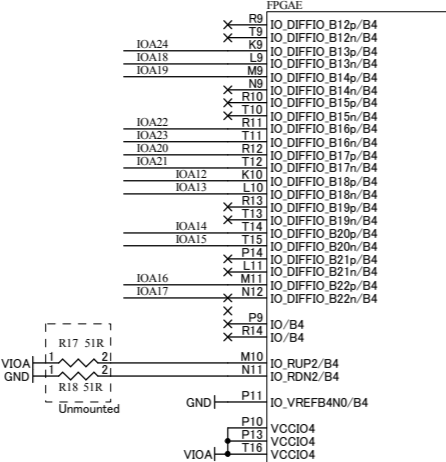 FPGAE
R9 IO_DIFFIO_B12p/B4
T9 IO_DIFFIO_B12n/B4
IOA24 K9 IO_DIFFIO_B13p/B4
IOA18 L9 IO_DIFFIO_B13n/B4
IOA19 M9 IO_DIFFIO_B14p/B4
N9 IO_DIFFIO_B14n/B4
R10 IO_DIFFIO_B15p/B4
T10 IO_DIFFIO_B15n/B4
IOA22 R11 IO_DIFFIO_B16p/B4
IOA23 T11 IO_DIFFIO_B16n/B4
IOA20 R12 IO_DIFFIO_B17p/B4
IOA21 T12 IO_DIFFIO_B17n/B4
IOA12 K10 IO_DIFFIO_B18p/B4
IOA13 L10 IO_DIFFIO_B18n/B4
R13 IO_DIFFIO_B19p/B4
T13 IO_DIFFIO_B19n/B4
IOA14 T14 IO_DIFFIO_B20p/B4
IOA15 T15 IO_DIFFIO_B20n/B4
P14 IO_DIFFIO_B21p/B4
L11 IO_DIFFIO_B21n/B4
IOA16 M11 IO_DIFFIO_B22p/B4
IOA17 N12 IO_DIFFIO_B22n/B4
P9 IO/B4
R14 IO/B4
R17 51R
VIOA 1 2 M10 IO_RUP2/B4
GND 1 2 N11 IO_RDN2/B4
R18 51R
Unmounted
GND P11 IO_VREFB4N0/B4
P10 VCCIO4
P13 VCCIO4
VIOA T16 VCCIO4